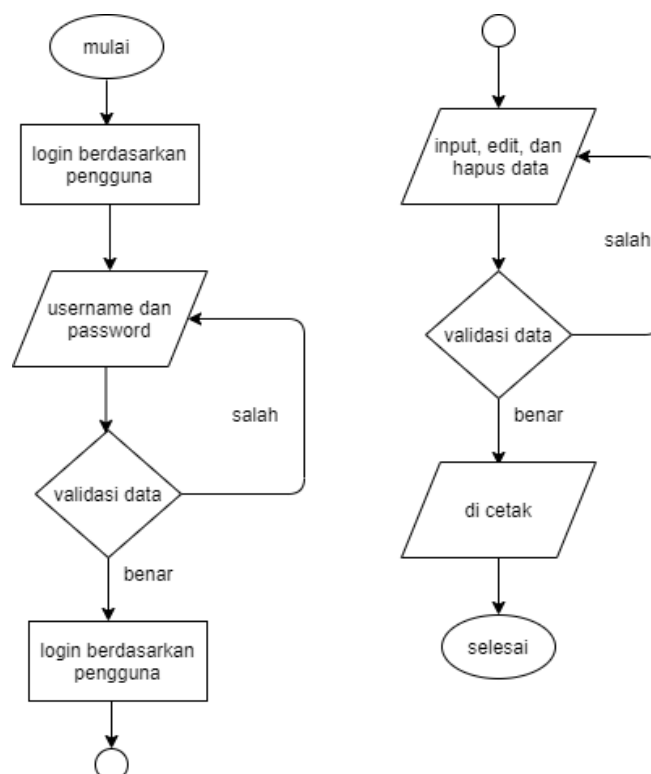 mulai
login berdasarkan
pengguna
username dan
password
salah
validasi data
benar
login berdasarkan
pengguna
input, edit, dan
hapus data
salah
validasi data
benar
di cetak
selesai